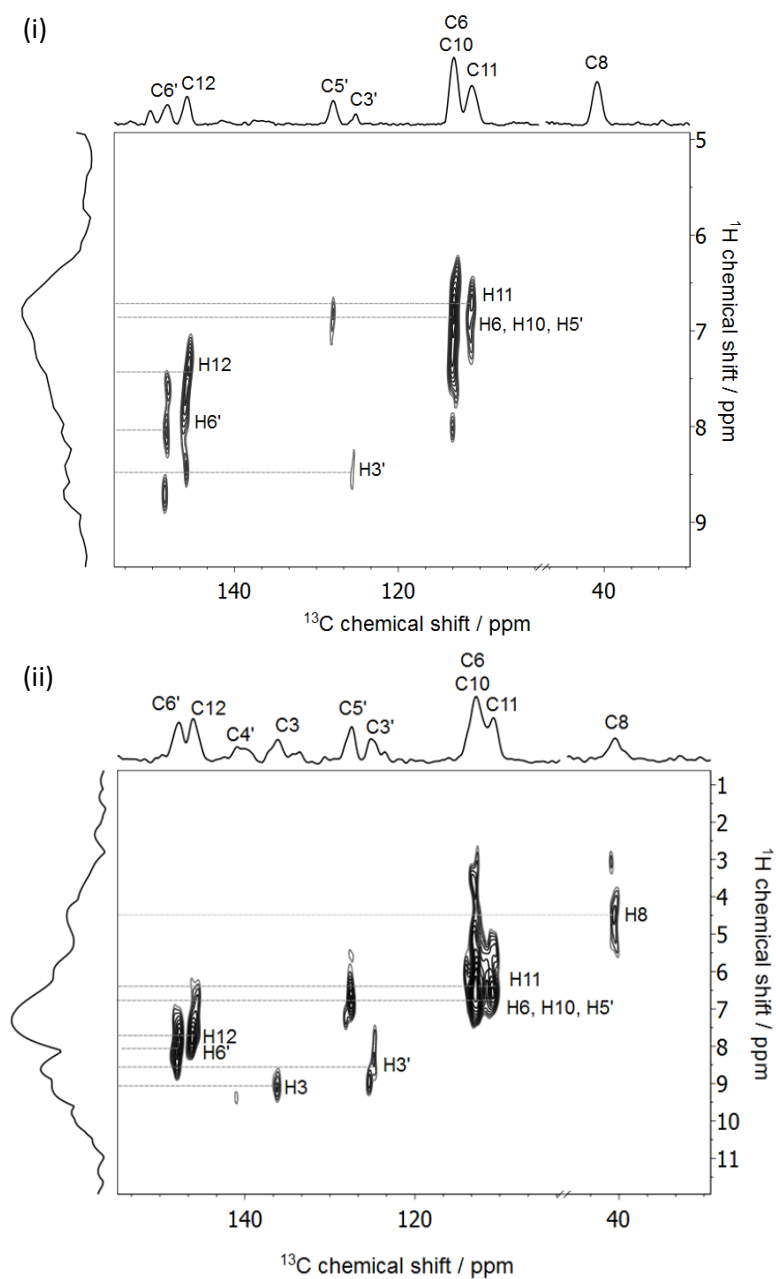 (i)
C6
C10
C6'
C12
C5'
C3'
C11
C8
5
6
7
8
9
¹H chemical shift / ppm
H11
H6, H10, H5'
H12
H6'
H3'
140
120
40
¹³C chemical shift / ppm
(ii)
C6
C10
C6'
C12
C4'
C3
C5'
C3'
C11
C8
1
2
3
4
5
6
7
8
9
10
11
¹H chemical shift / ppm
H8
H11
H6, H10, H5'
H12
H6'
H3'
H3
140
120
40
¹³C chemical shift / ppm